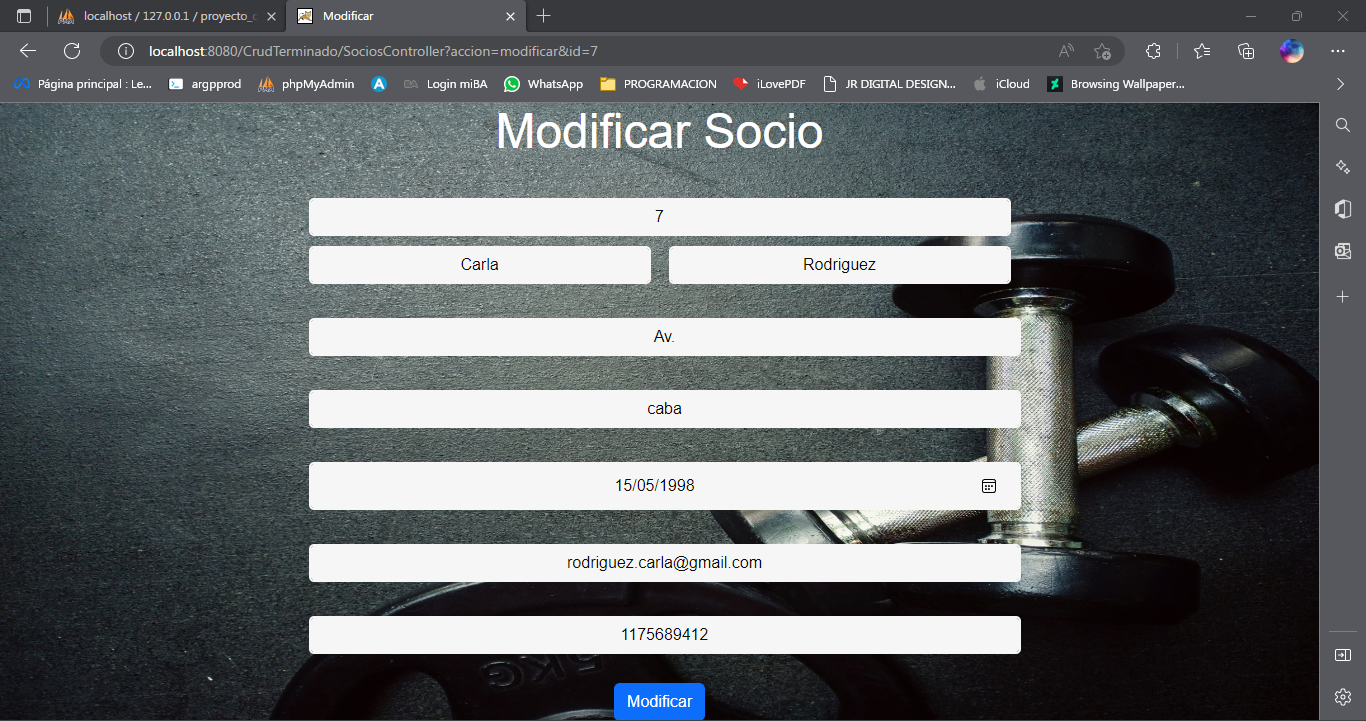 localhost / 127.0.0.1 / proyecto_c
Modificar
localhost:8080/CrudTerminado/SociosController?accion=modificar&id=7
Página principal : Le... argpprod phpMyAdmin Login miBA WhatsApp PROGRAMACION iLovePDF JR DIGITAL DESIGN... iCloud Browsing Wallpaper...
Modificar Socio
7
Carla Rodriguez
Av.
caba
15/05/1998
rodriguez.carla@gmail.com
1175689412
5KG
Modificar